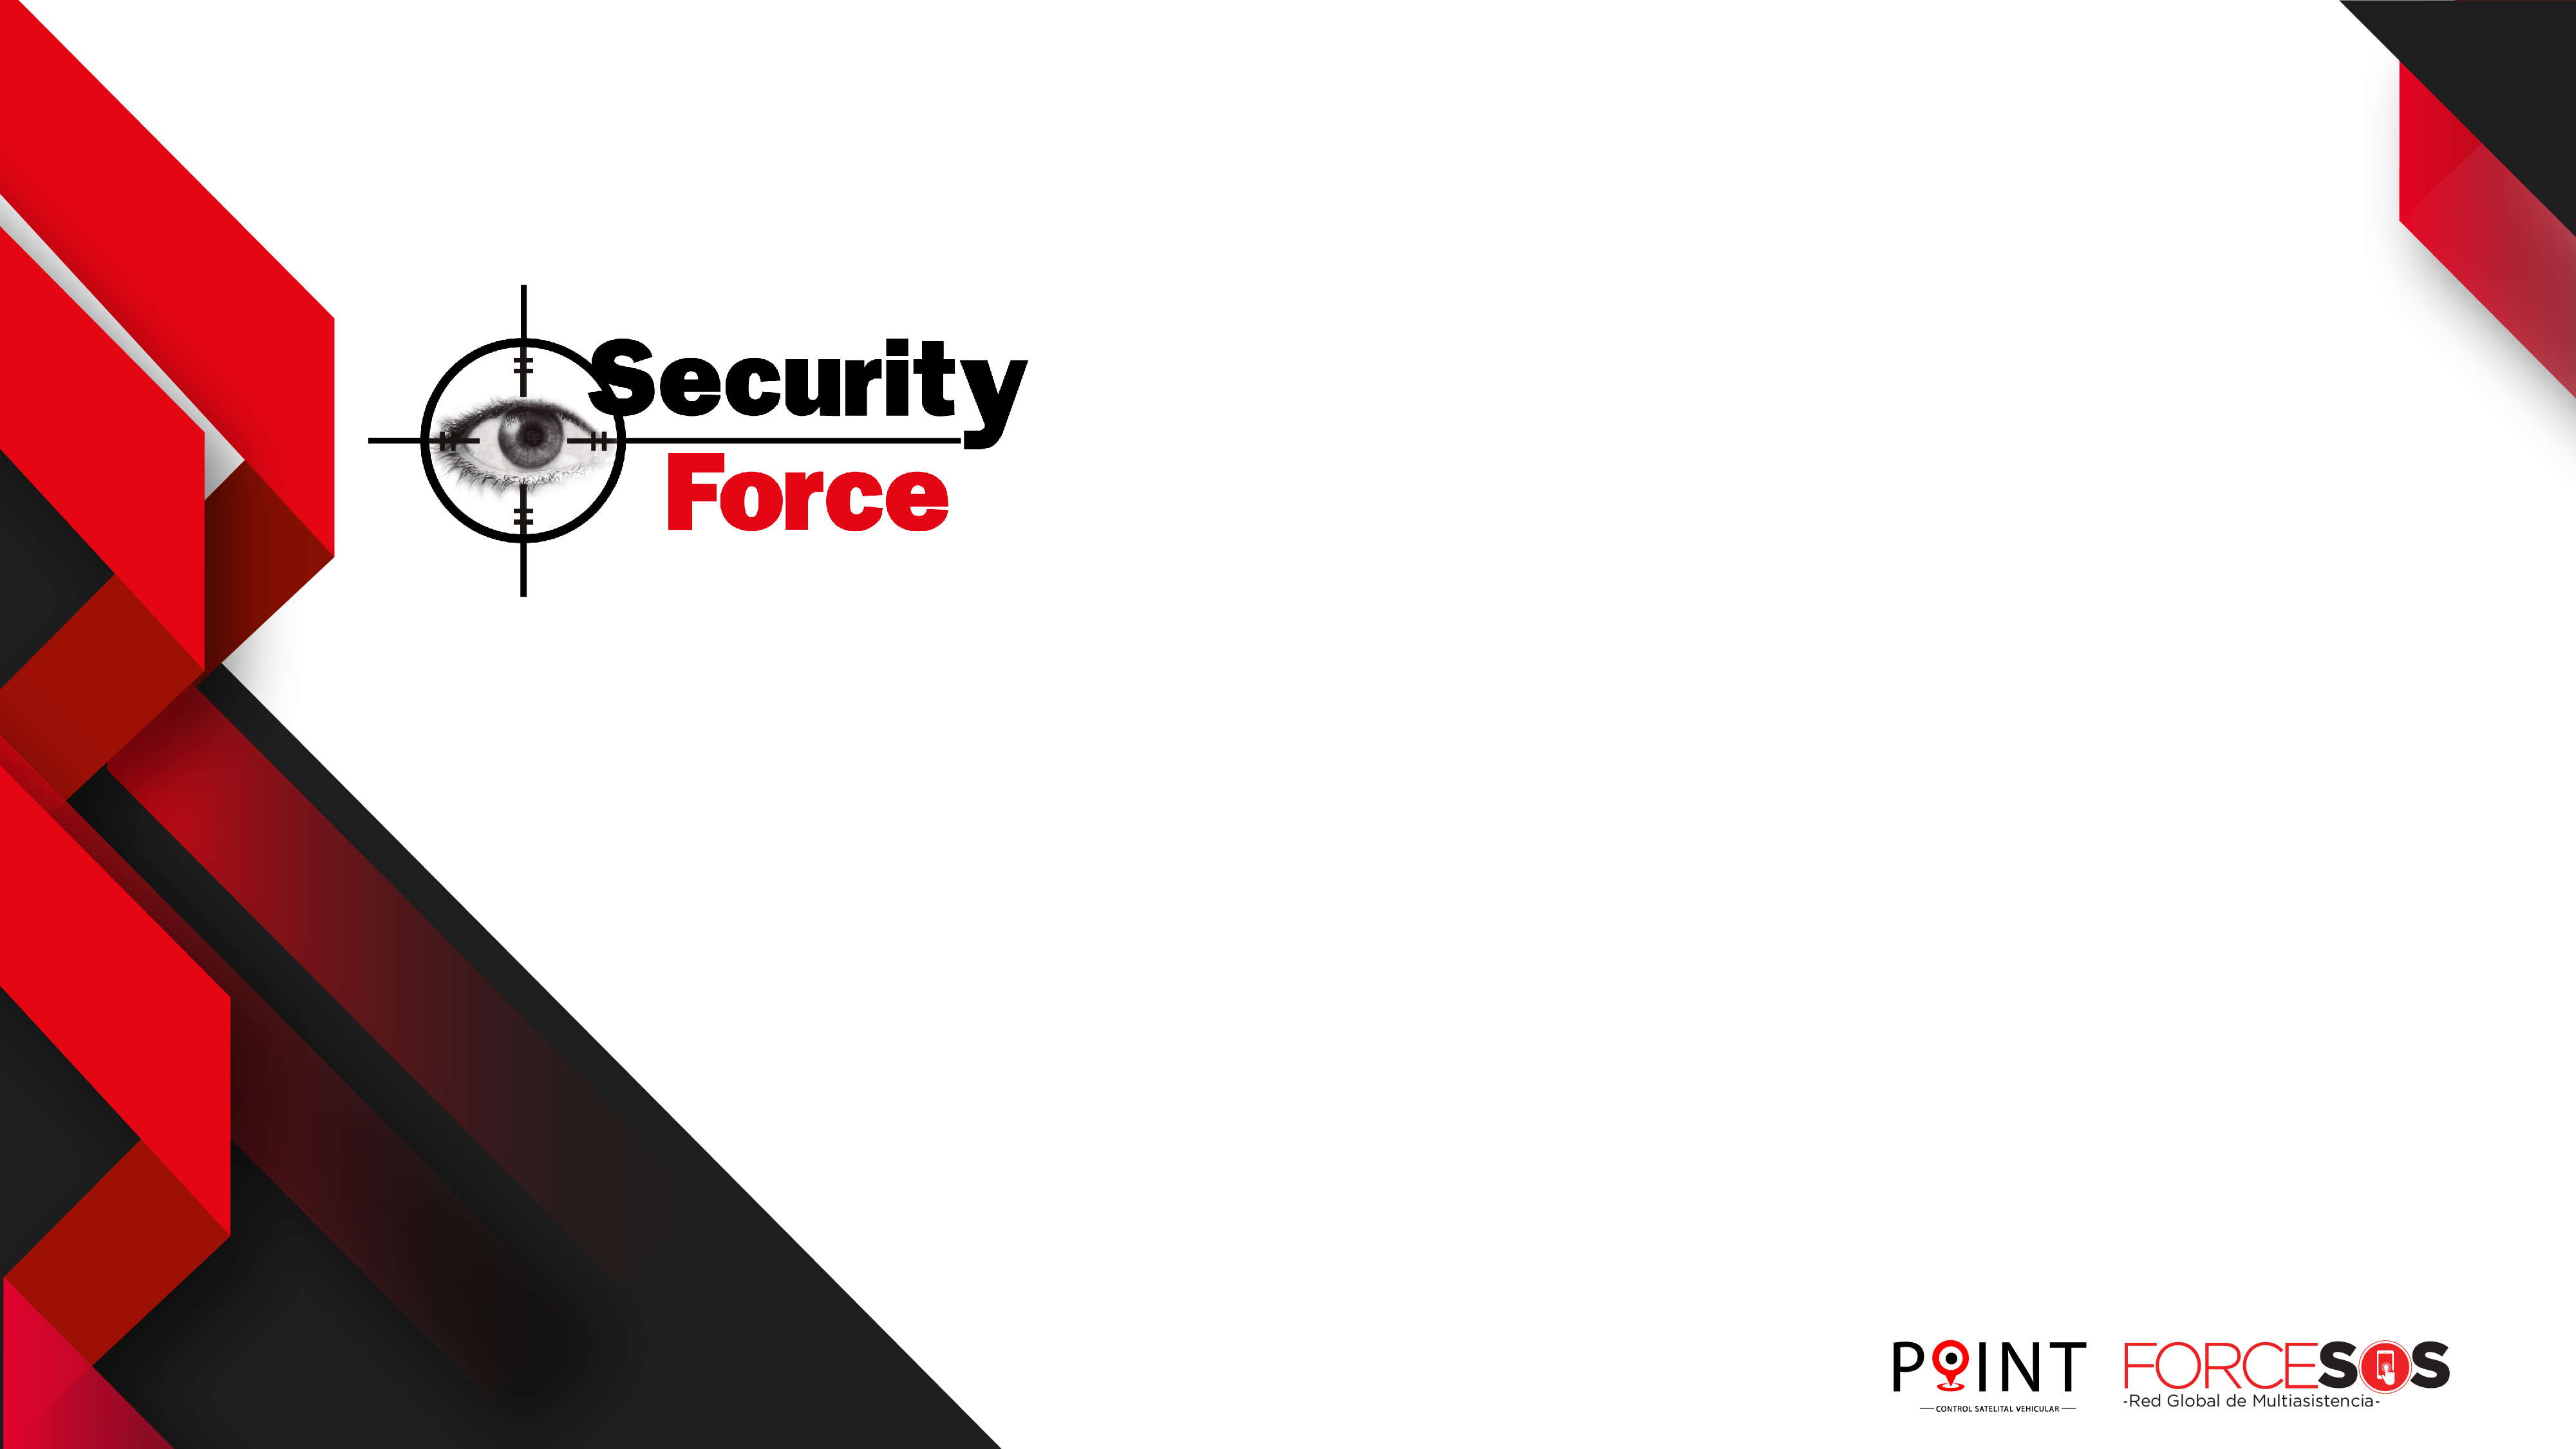 Security
Force
POINT
CONTROL SATELITAL VEHICULAR
FORCESOS
-Red Global de Multiasistencia-